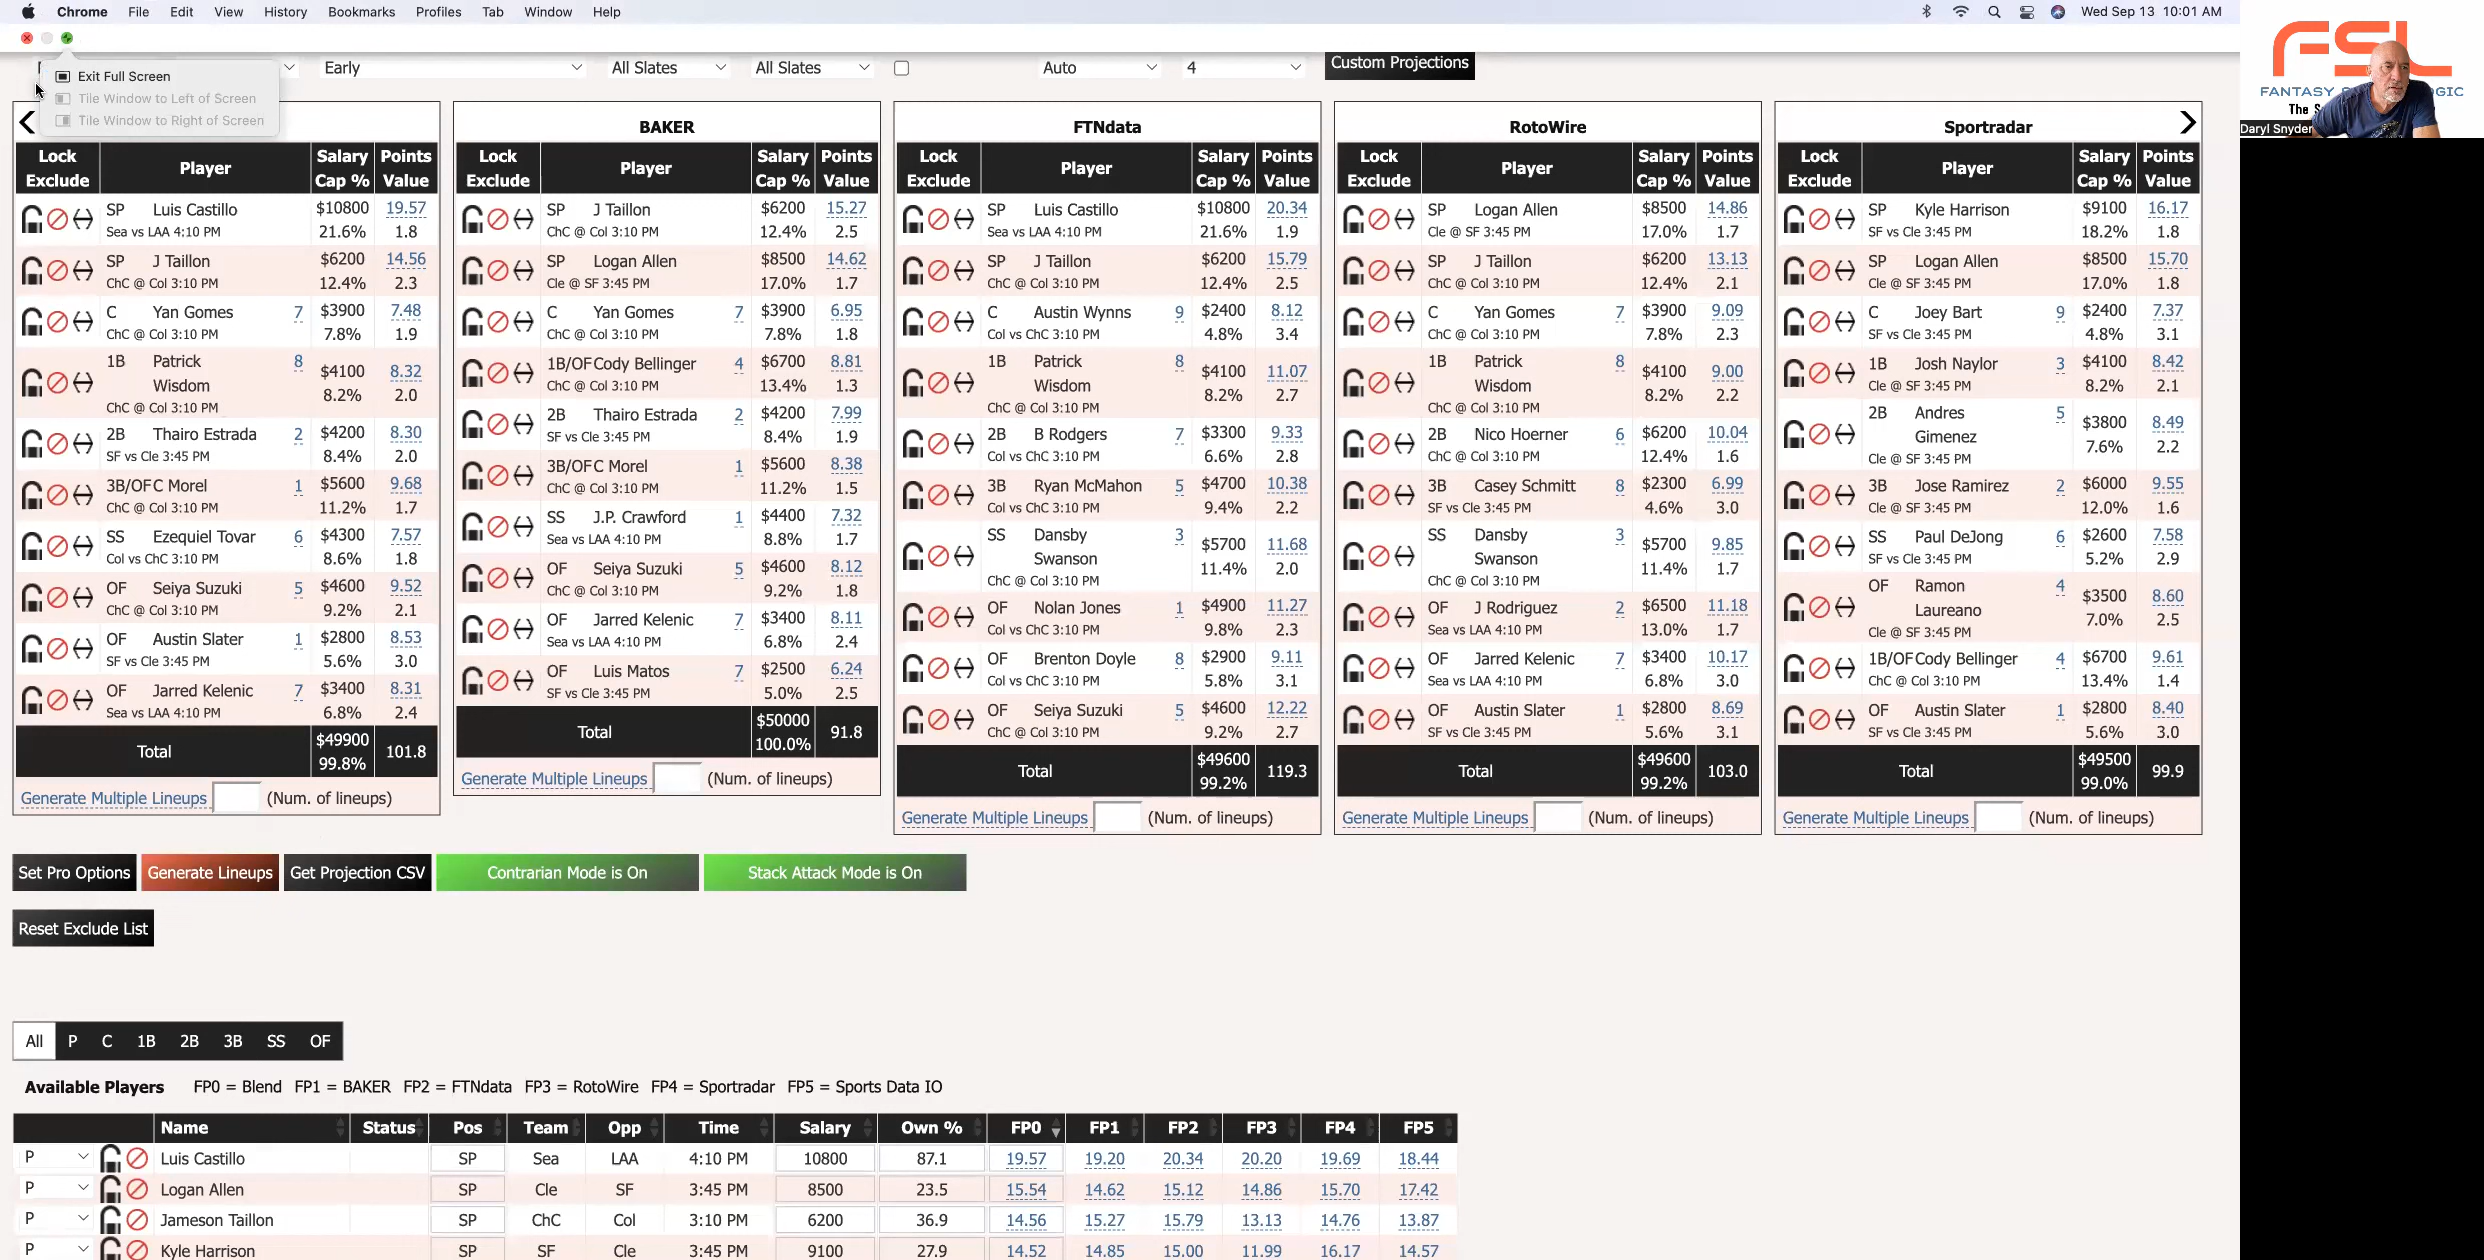 Chrome File Edit View History Bookmarks Profiles Tab Window Help Wed Sep 13 10:01 AM
Exit Full Screen
Tile Window to Left of Screen
Tile Window to Right of Screen
Early All Slates All Slates Auto 4 Custom Projections
FSL
FANTASY
The
Daryl Snyder
Lock Exclude Player Salary Cap % Points Value
SP Luis Castillo $10800 19.57
Sea vs LAA 4:10 PM 21.6% 1.8
SP J Taillon $6200 14.56
ChC @ Col 3:10 PM 12.4% 2.3
C Yan Gomes 7 $3900 7.48
ChC @ Col 3:10 PM 7.8% 1.9
1B Patrick Wisdom 8 $4100 8.32
ChC @ Col 3:10 PM 8.2% 2.0
2B Thairo Estrada 2 $4200 8.30
SF vs Cle 3:45 PM 8.4% 2.0
3B/OF C Morel 1 $5600 9.68
ChC @ Col 3:10 PM 11.2% 1.7
SS Ezequiel Tovar 6 $4300 7.57
Col vs ChC 3:10 PM 8.6% 1.8
OF Seiya Suzuki 5 $4600 9.52
ChC @ Col 3:10 PM 9.2% 2.1
OF Austin Slater 1 $2800 8.53
SF vs Cle 3:45 PM 5.6% 3.0
OF Jarred Kelenic 7 $3400 8.31
Sea vs LAA 4:10 PM 6.8% 2.4
Total $49900 99.8% 101.8
Generate Multiple Lineups (Num. of lineups)
BAKER
Lock Exclude Player Salary Cap % Points Value
SP J Taillon $6200 15.27
ChC @ Col 3:10 PM 12.4% 2.5
SP Logan Allen $8500 14.62
Cle @ SF 3:45 PM 17.0% 1.7
C Yan Gomes 7 $3900 6.95
ChC @ Col 3:10 PM 7.8% 1.8
1B/OF Cody Bellinger 4 $6700 8.81
ChC @ Col 3:10 PM 13.4% 1.3
2B Thairo Estrada 2 $4200 7.99
SF vs Cle 3:45 PM 8.4% 1.9
3B/OF C Morel 1 $5600 8.38
ChC @ Col 3:10 PM 11.2% 1.5
SS J.P. Crawford 1 $4400 7.32
Sea vs LAA 4:10 PM 8.8% 1.7
OF Seiya Suzuki 5 $4600 8.12
ChC @ Col 3:10 PM 9.2% 1.8
OF Jarred Kelenic 7 $3400 8.11
Sea vs LAA 4:10 PM 6.8% 2.4
OF Luis Matos 7 $2500 6.24
SF vs Cle 3:45 PM 5.0% 2.5
Total $50000 100.0% 91.8
Generate Multiple Lineups (Num. of lineups)
FTNdata
Lock Exclude Player Salary Cap % Points Value
SP Luis Castillo $10800 20.34
Sea vs LAA 4:10 PM 21.6% 1.9
SP J Taillon $6200 15.79
ChC @ Col 3:10 PM 12.4% 2.5
C Austin Wynns 9 $2400 8.12
Col vs ChC 3:10 PM 4.8% 3.4
1B Patrick Wisdom 8 $4100 11.07
ChC @ Col 3:10 PM 8.2% 2.7
2B B Rodgers 7 $3300 9.33
Col vs ChC 3:10 PM 6.6% 2.8
3B Ryan McMahon 5 $4700 10.38
Col vs ChC 3:10 PM 9.4% 2.2
SS Dansby Swanson 3 $5700 11.68
ChC @ Col 3:10 PM 11.4% 2.0
OF Nolan Jones 1 $4900 11.27
Col vs ChC 3:10 PM 9.8% 2.3
OF Brenton Doyle 8 $2900 9.11
Col vs ChC 3:10 PM 5.8% 3.1
OF Seiya Suzuki 5 $4600 12.22
ChC @ Col 3:10 PM 9.2% 2.7
Total $49600 99.2% 119.3
Generate Multiple Lineups (Num. of lineups)
RotoWire
Lock Exclude Player Salary Cap % Points Value
SP Logan Allen $8500 14.86
Cle @ SF 3:45 PM 17.0% 1.7
SP J Taillon $6200 13.13
ChC @ Col 3:10 PM 12.4% 2.1
C Yan Gomes 7 $3900 9.09
ChC @ Col 3:10 PM 7.8% 2.3
1B Patrick Wisdom 8 $4100 9.00
ChC @ Col 3:10 PM 8.2% 2.2
2B Nico Hoerner 6 $6200 10.04
ChC @ Col 3:10 PM 12.4% 1.6
3B Casey Schmitt 8 $2300 6.99
SF vs Cle 3:45 PM 4.6% 3.0
SS Dansby Swanson 3 $5700 9.85
ChC @ Col 3:10 PM 11.4% 1.7
OF J Rodriguez 2 $6500 11.18
Sea vs LAA 4:10 PM 13.0% 1.7
OF Jarred Kelenic 7 $3400 10.17
Sea vs LAA 4:10 PM 6.8% 3.0
OF Austin Slater 1 $2800 8.69
SF vs Cle 3:45 PM 5.6% 3.1
Total $49600 99.2% 103.0
Generate Multiple Lineups (Num. of lineups)
Sportradar
Lock Exclude Player Salary Cap % Points Value
SP Kyle Harrison $9100 16.17
SF vs Cle 3:45 PM 18.2% 1.8
SP Logan Allen $8500 15.70
Cle @ SF 3:45 PM 17.0% 1.8
C Joey Bart 9 $2400 7.37
SF vs Cle 3:45 PM 4.8% 3.1
1B Josh Naylor 3 $4100 8.42
Cle @ SF 3:45 PM 8.2% 2.1
2B Andres Gimenez 5 $3800 8.49
Cle @ SF 3:45 PM 7.6% 2.2
3B Jose Ramirez 2 $6000 9.55
Cle @ SF 3:45 PM 12.0% 1.6
SS Paul DeJong 6 $2600 7.58
SF vs Cle 3:45 PM 5.2% 2.9
OF Ramon Laureano 4 $3500 8.60
Cle @ SF 3:45 PM 7.0% 2.5
1B/OF Cody Bellinger 4 $6700 9.61
ChC @ Col 3:10 PM 13.4% 1.4
OF Austin Slater 1 $2800 8.40
SF vs Cle 3:45 PM 5.6% 3.0
Total $49500 99.0% 99.9
Generate Multiple Lineups (Num. of lineups)
Set Pro Options Generate Lineups Get Projection CSV Contrarian Mode is On Stack Attack Mode is On
Reset Exclude List
All P C 1B 2B 3B SS OF
Available Players FP0 = Blend FP1 = BAKER FP2 = FTNdata FP3 = RotoWire FP4 = Sportradar FP5 = Sports Data IO
Name Status Pos Team Opp Time Salary Own % FP0 FP1 FP2 FP3 FP4 FP5
P Luis Castillo SP Sea LAA 4:10 PM 10800 87.1 19.57 19.20 20.34 20.20 19.69 18.44
P Logan Allen SP Cle SF 3:45 PM 8500 23.5 15.54 14.62 15.12 14.86 15.70 17.42
P Jameson Taillon SP ChC Col 3:10 PM 6200 36.9 14.56 15.27 15.79 13.13 14.76 13.87
P Kyle Harrison SP SF Cle 3:45 PM 9100 27.9 14.52 14.85 15.00 11.99 16.17 14.57